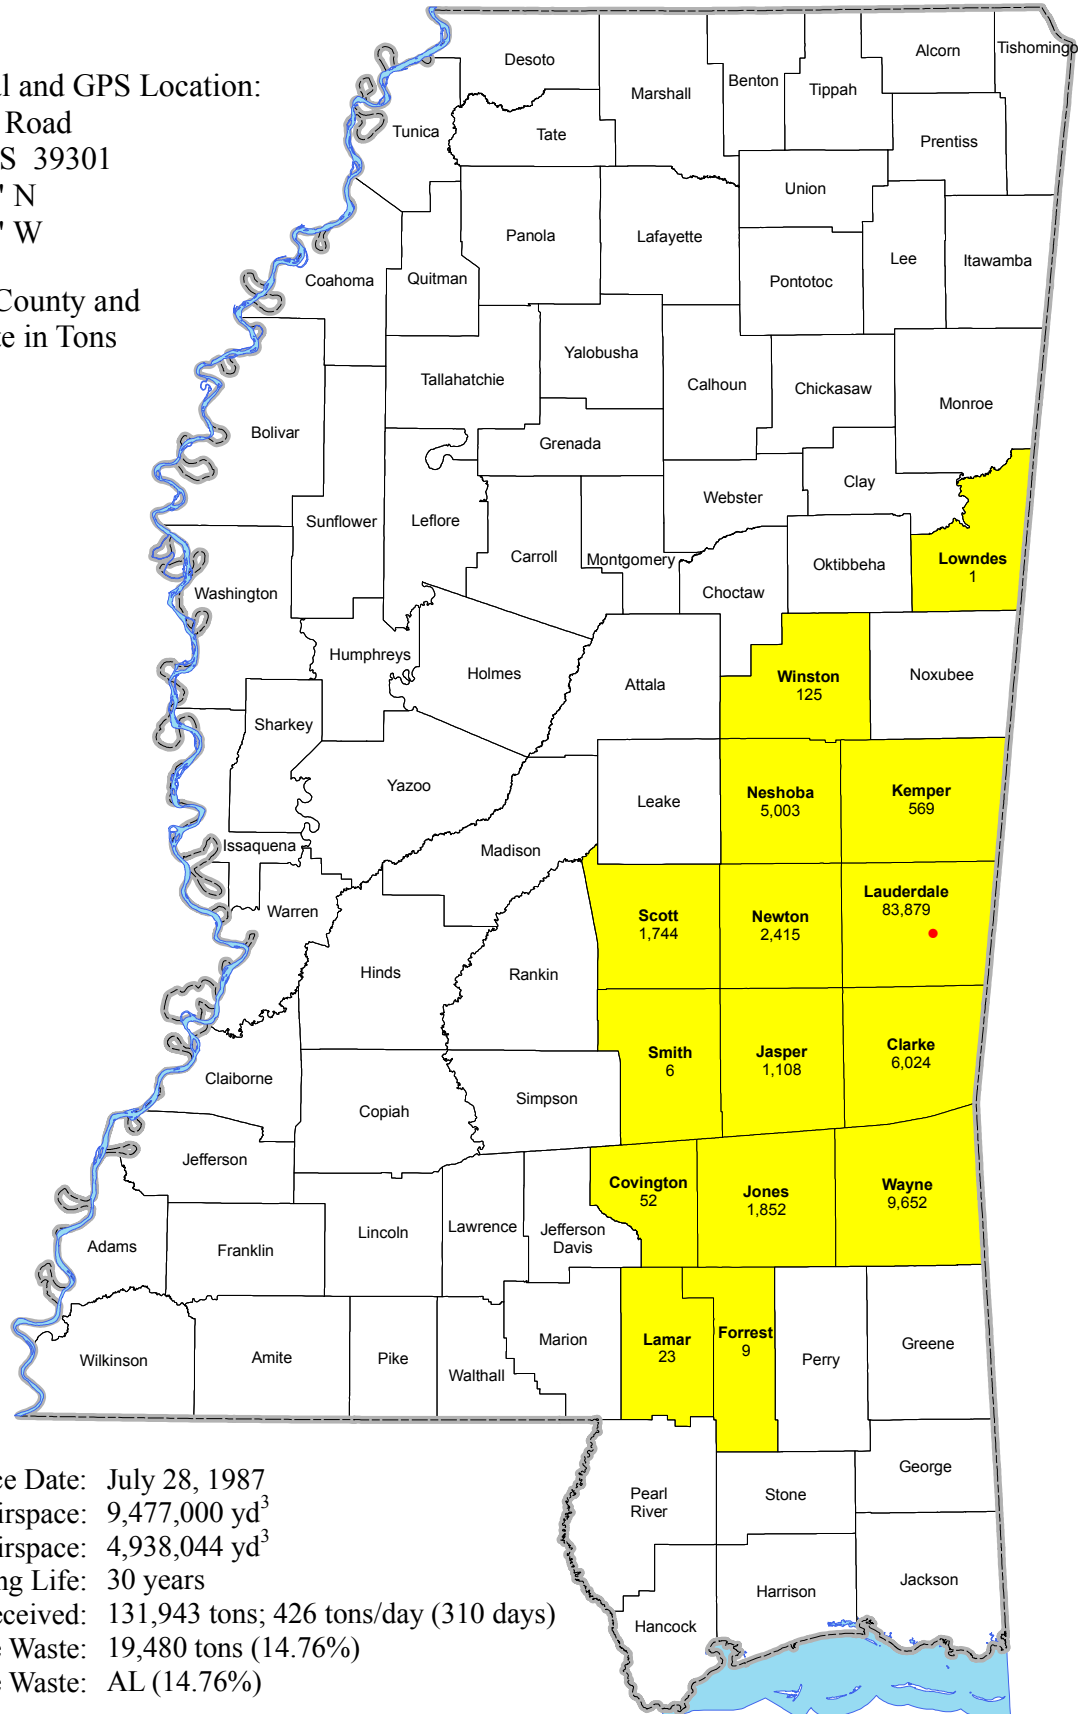 l and GPS Location:
Road
S 39301
' N
' W
County and
te in Tons
Desoto
Marshall
Benton
Tippah
Alcorn
Tishomingo
Tunica
Tate
Prentiss
Union
Panola
Lafayette
Lee
Itawamba
Coahoma
Quitman
Pontotoc
Yalobusha
Tallahatchie
Calhoun
Chickasaw
Monroe
Bolivar
Grenada
Clay
Webster
Sunflower
Leflore
Carroll
Montgomery
Oktibbeha
Lowndes
1
Washington
Choctaw
Humphreys
Holmes
Attala
Winston
125
Noxubee
Sharkey
Yazoo
Leake
Neshoba
5,003
Kemper
569
Issaquena
Madison
Warren
Scott
1,744
Newton
2,415
Lauderdale
83,879
Hinds
Rankin
Claiborne
Copiah
Simpson
Smith
6
Jasper
1,108
Clarke
6,024
Jefferson
Covington
52
Jones
1,852
Wayne
9,652
Adams
Franklin
Lincoln
Lawrence
Jefferson
Davis
Wilkinson
Amite
Pike
Walthall
Marion
Lamar
23
Forrest
9
Perry
Greene
Pearl
River
Stone
George
Hancock
Harrison
Jackson
ce Date: July 28, 1987
irspace: 9,477,000 yd³
irspace: 4,938,044 yd³
ng Life: 30 years
eceived: 131,943 tons; 426 tons/day (310 days)
e Waste: 19,480 tons (14.76%)
e Waste: AL (14.76%)